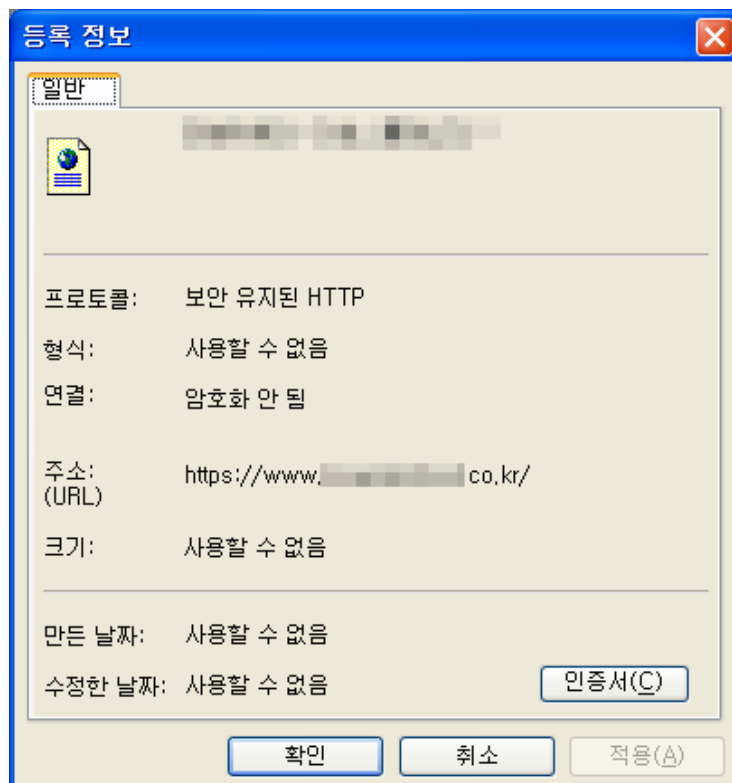 등록 정보
일반
프로토콜: 보안 유지된 HTTP
형식: 사용할 수 없음
연결: 암호화 안 됨
주소: https://www. co.kr/
(URL)
크기: 사용할 수 없음
만든 날짜: 사용할 수 없음
수정한 날짜: 사용할 수 없음
인증서(C)
확인 취소 적용(A)